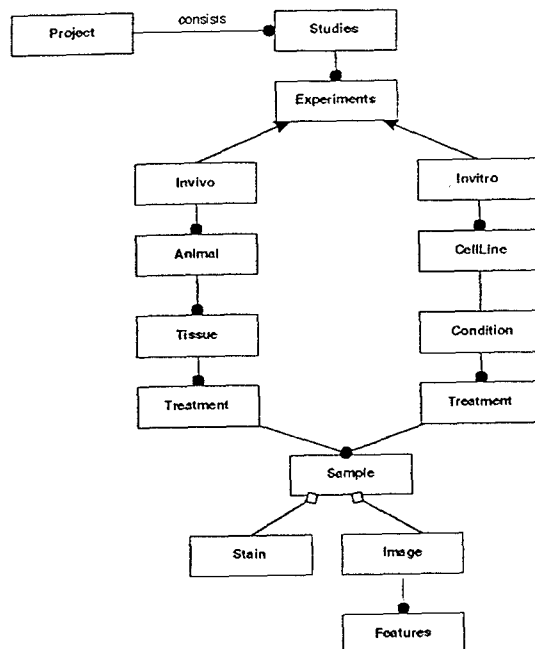 Project
consists
Studies
Experiments
Invivo
Invitro
Animal
CellLine
Tissue
Condition
Treatment
Treatment
Sample
Stain
Image
Features